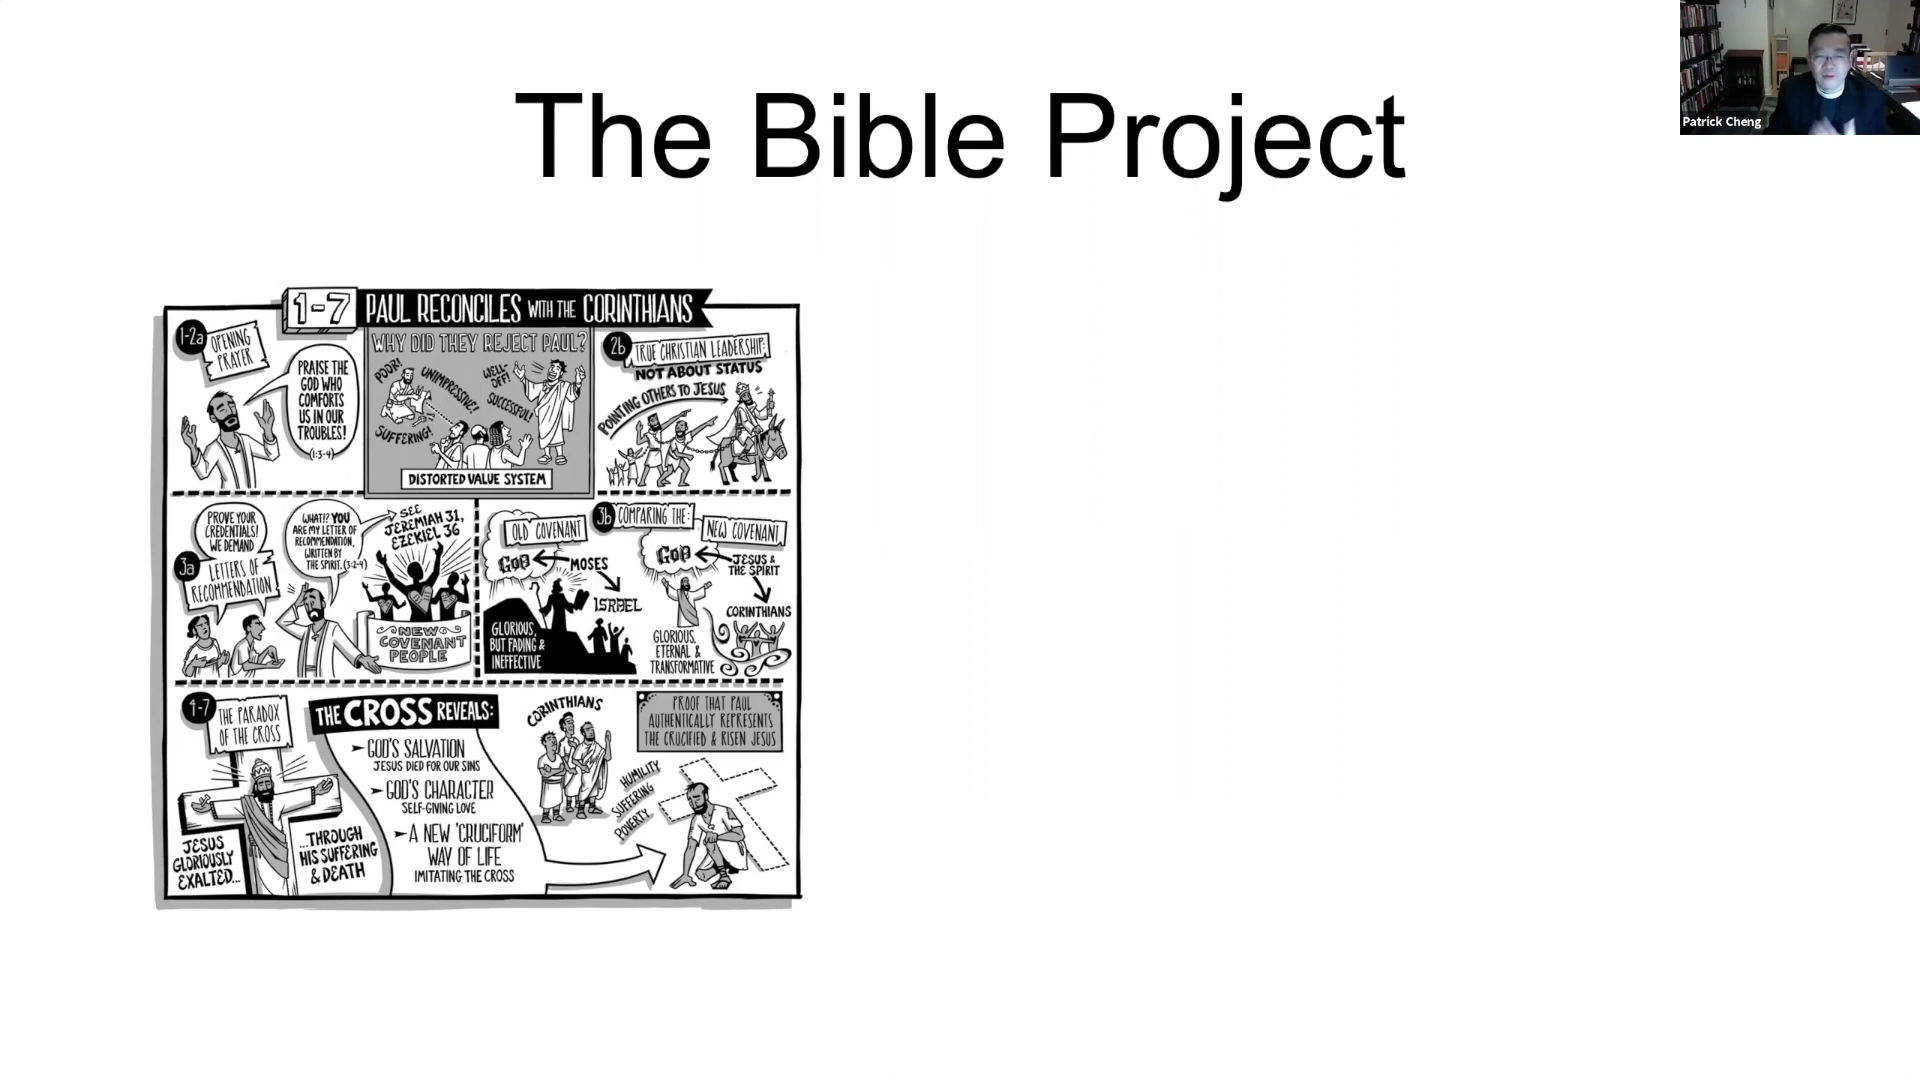 The Bible Project
Patrick Cheng
1-7 PAUL RECONCILES WITH THE CORINTHIANS
1-2a
OPENING
PRAYER
PRAISE THE
GOD WHO
COMFORTS
US IN OUR
TROUBLES!
(1:3-4)
WHY DID THEY REJECT PAUL?
POOR!
UNIMPRESSIVE!
SUFFERING!
WELL-
OFF!
SUCCESSFUL!
DISTORTED VALUE SYSTEM
2b
TRUE CHRISTIAN LEADERSHIP:
NOT ABOUT STATUS
POINTING OTHERS TO JESUS
3a
PROVE YOUR
CREDENTIALS!
WE DEMAND
LETTERS OF
RECOMMENDATION
WHAT!? YOU
ARE MY LETTER OF
RECOMMENDATION,
WRITTEN BY
THE SPIRIT. (3:2-4)
SEE
JEREMIAH 31,
EZEKIEL 36
NEW
COVENANT
PEOPLE
3b
COMPARING THE:
OLD COVENANT
GOD
MOSES
ISRAEL
GLORIOUS,
BUT FADING &
INEFFECTIVE
NEW COVENANT
GOD
JESUS &
THE SPIRIT
CORINTHIANS
GLORIOUS,
ETERNAL &
TRANSFORMATIVE
4-7
THE PARADOX
OF THE CROSS
JESUS
GLORIOUSLY
EXALTED...
...THROUGH
HIS SUFFERING
& DEATH
THE CROSS REVEALS:
➤ GOD'S SALVATION
JESUS DIED FOR OUR SINS
➤ GOD'S CHARACTER
SELF-GIVING LOVE
➤ A NEW 'CRUCIFORM'
WAY OF LIFE
IMITATING THE CROSS
CORINTHIANS
PROOF THAT PAUL
AUTHENTICALLY REPRESENTS
THE CRUCIFIED & RISEN JESUS
HUMILITY
SUFFERING
POVERTY